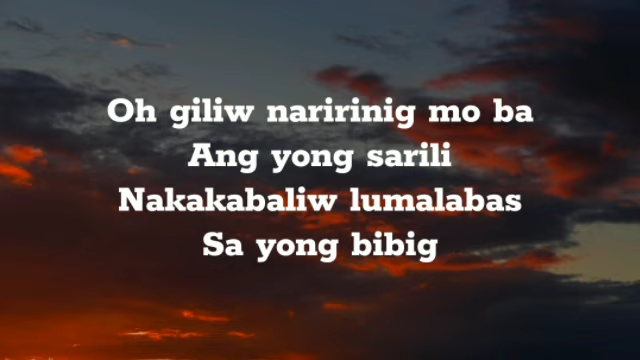 Oh giliw naririnig mo ba
Ang yong sarili
Nakakabaliw lumalabas
Sa yong bibig